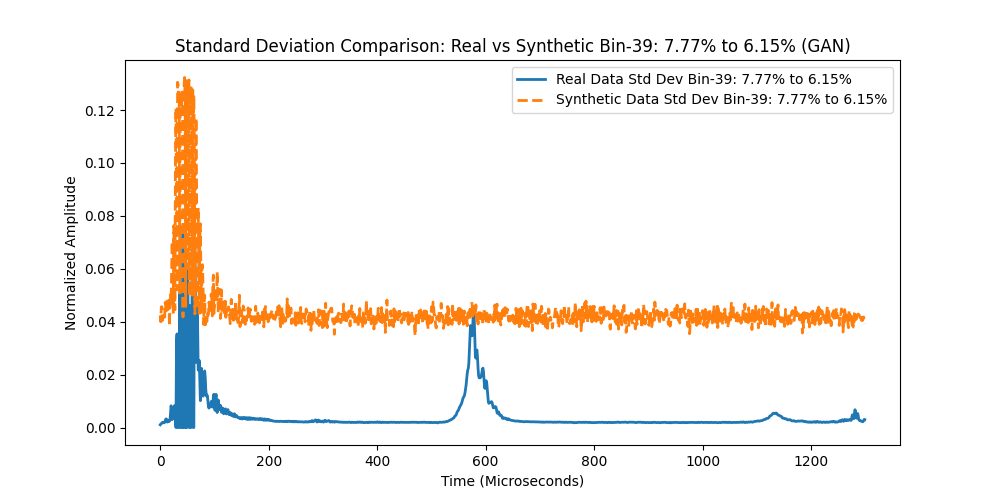 Standard Deviation Comparison: Real vs Synthetic Bin-39: 7.77% to 6.15% (GAN)
Real Data Std Dev Bin-39: 7.77% to 6.15%
Synthetic Data Std Dev Bin-39: 7.77% to 6.15%
Normalized Amplitude
0.12
0.10
0.08
0.06
0.04
0.02
0.00
0 200 400 600 800 1000 1200
Time (Microseconds)